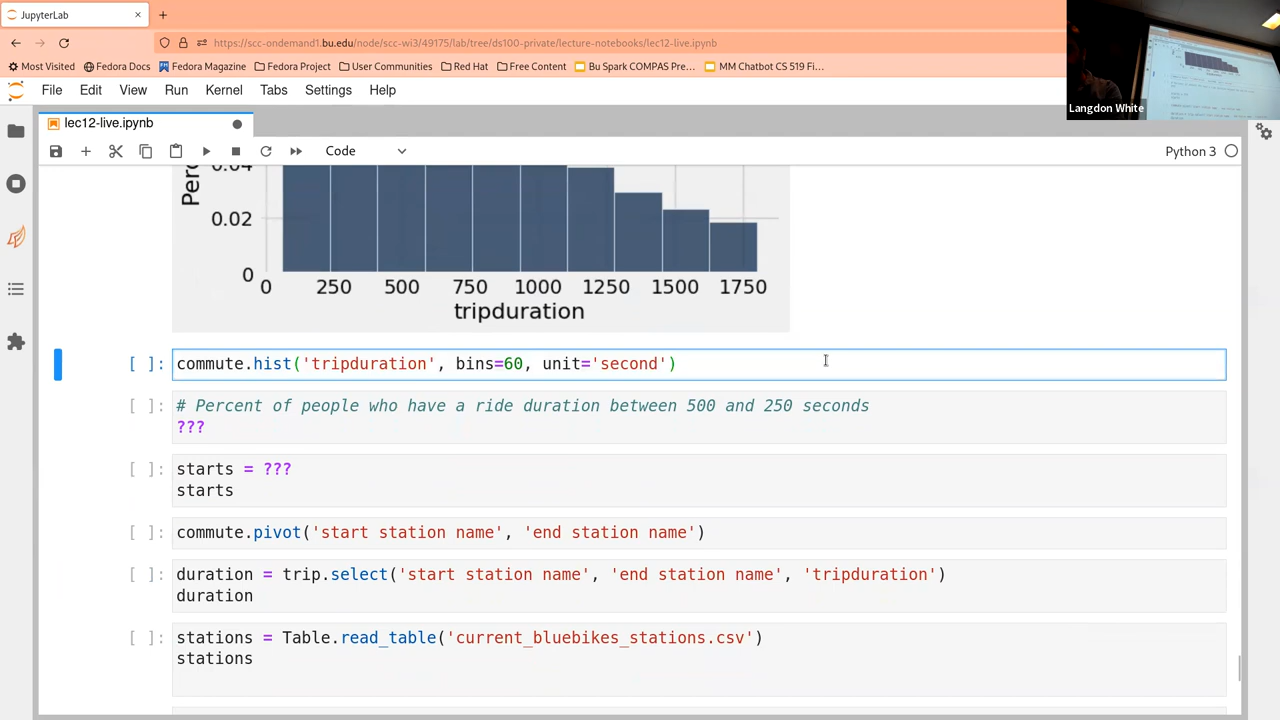 JupyterLab
https://scc-ondemand1.bu.edu/node/scc-wi3/49175/lab/tree/ds100-private/lecture-notebooks/lec12-live.ipynb
Most Visited Fedora Docs Fedora Magazine Fedora Project User Communities Red Hat Free Content Bu Spark COMPAS Pre… MM Chatbot CS 519 Fi…
Langdon White
File Edit View Run Kernel Tabs Settings Help
lec12-live.ipynb
Code
Python 3
0.04
Perc
0.02
0
0 250 500 750 1000 1250 1500 1750
tripduration
[ ]: commute.hist('tripduration', bins=60, unit='second')
[ ]: # Percent of people who have a ride duration between 500 and 250 seconds
???
[ ]: starts = ???
starts
[ ]: commute.pivot('start station name', 'end station name')
[ ]: duration = trip.select('start station name', 'end station name', 'tripduration')
duration
[ ]: stations = Table.read_table('current_bluebikes_stations.csv')
stations